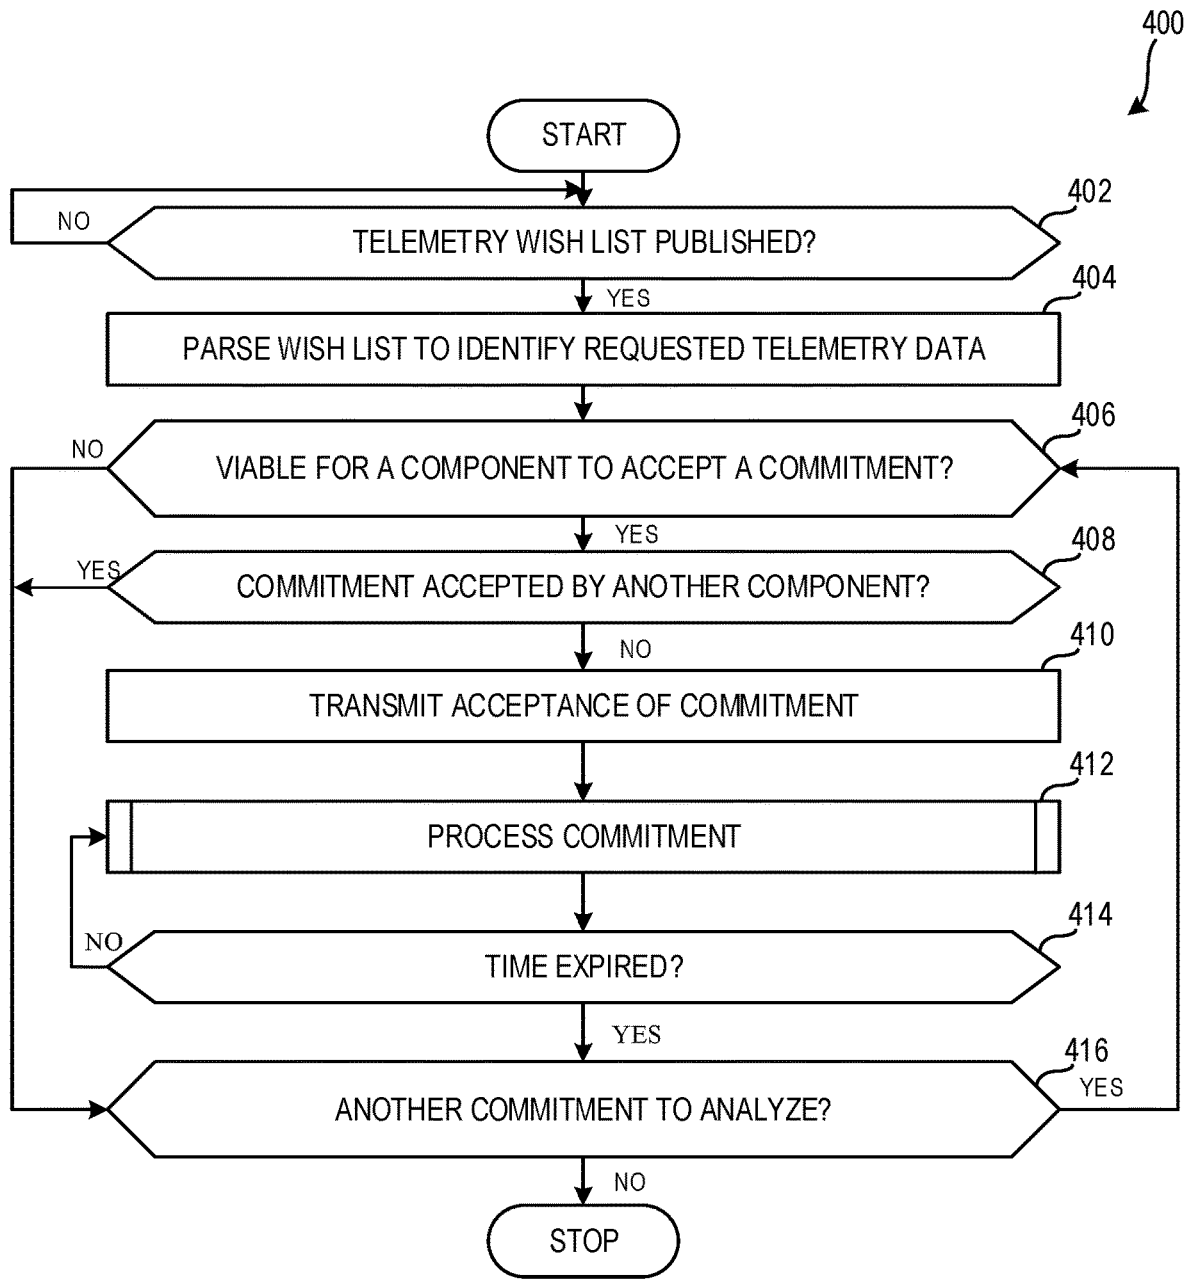 400
START
402
NO
TELEMETRY WISH LIST PUBLISHED?
YES
404
PARSE WISH LIST TO IDENTIFY REQUESTED TELEMETRY DATA
406
NO
VIABLE FOR A COMPONENT TO ACCEPT A COMMITMENT?
YES
408
YES
COMMITMENT ACCEPTED BY ANOTHER COMPONENT?
NO
410
TRANSMIT ACCEPTANCE OF COMMITMENT
412
PROCESS COMMITMENT
414
NO
TIME EXPIRED?
YES
416
YES
ANOTHER COMMITMENT TO ANALYZE?
NO
STOP